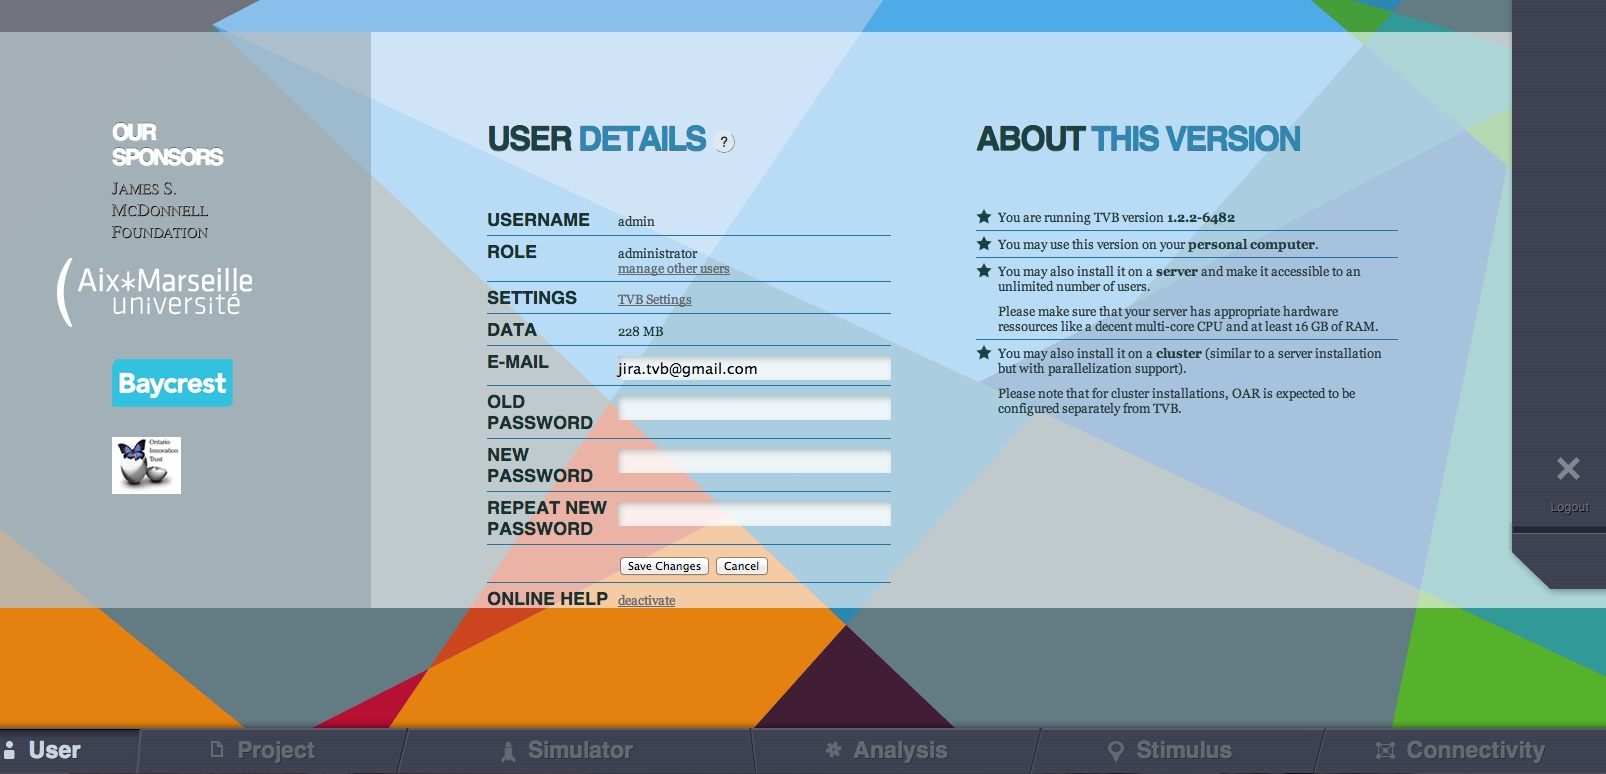 OUR
SPONSORS
JAMES S.
MCDONNELL
FOUNDATION
Aix*Marseille
université
Baycrest
Ontario
Innovation
Trust
USER DETAILS ?
USERNAME admin
ROLE administrator
manage other users
SETTINGS TVB Settings
DATA 228 MB
E-MAIL jira.tvb@gmail.com
OLD
PASSWORD
NEW
PASSWORD
REPEAT NEW
PASSWORD
Save Changes Cancel
ONLINE HELP deactivate
ABOUT THIS VERSION
You are running TVB version 1.2.2-6482
You may use this version on your personal computer.
You may also install it on a server and make it accessible to an
unlimited number of users.
Please make sure that your server has appropriate hardware
ressources like a decent multi-core CPU and at least 16 GB of RAM.
You may also install it on a cluster (similar to a server installation
but with parallelization support).
Please note that for cluster installations, OAR is expected to be
configured separately from TVB.
Logout
User Project Simulator Analysis Stimulus Connectivity